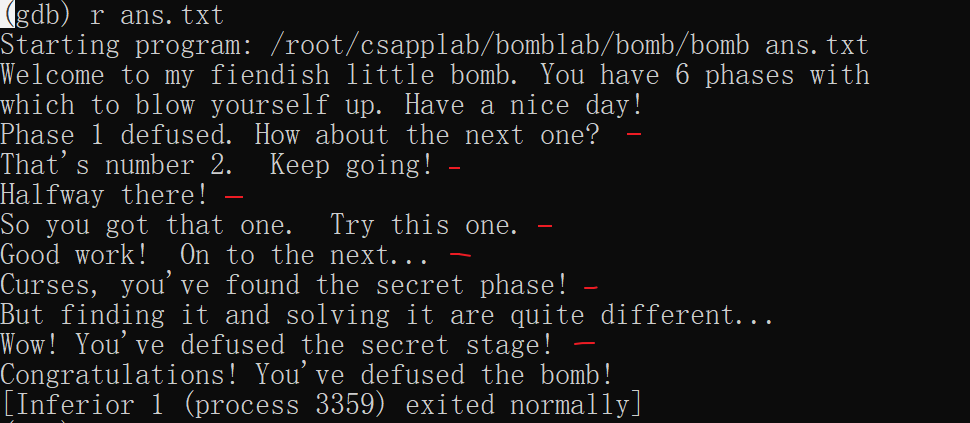 (gdb) r ans.txt
Starting program: /root/csapplab/bomblab/bomb/bomb ans.txt
Welcome to my fiendish little bomb. You have 6 phases with
which to blow yourself up. Have a nice day!
Phase 1 defused. How about the next one?
That's number 2.  Keep going!
Halfway there!
So you got that one.  Try this one.
Good work!  On to the next...
Curses, you've found the secret phase!
But finding it and solving it are quite different...
Wow! You've defused the secret stage!
Congratulations! You've defused the bomb!
[Inferior 1 (process 3359) exited normally]